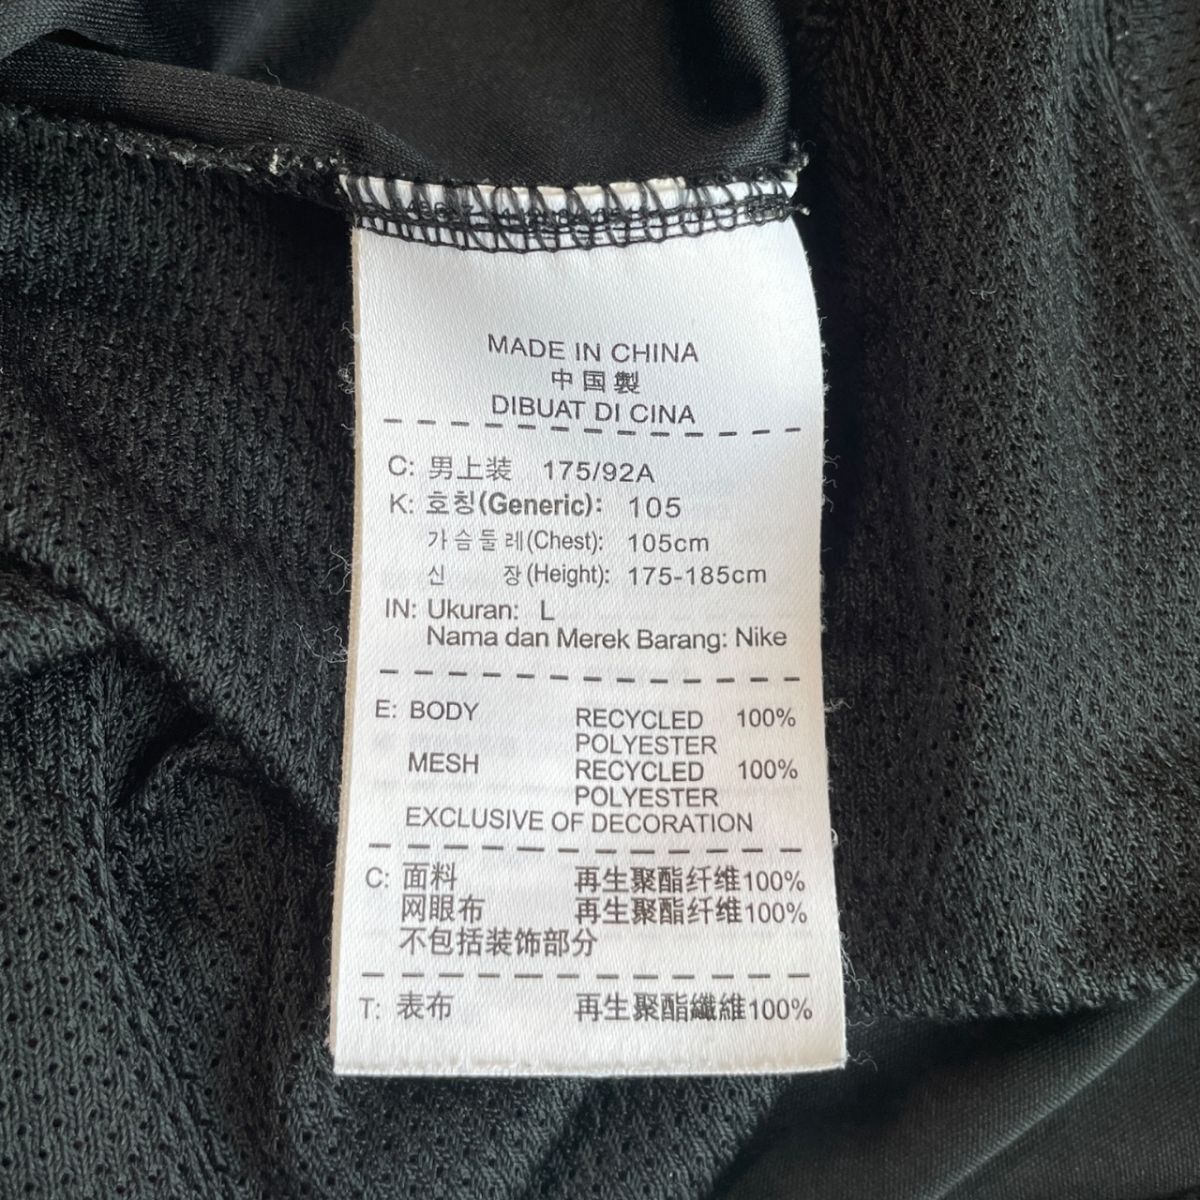 MADE IN CHINA
中国製
DIBUAT DI CINA
C: 男上装 175/92A
K: 호칭(Generic): 105
가슴둘레(Chest): 105cm
신 장(Height): 175-185cm
IN: Ukuran: L
Nama dan Merek Barang: Nike
E: BODY RECYCLED 100%
POLYESTER
MESH RECYCLED 100%
POLYESTER
EXCLUSIVE OF DECORATION
C: 面料 再生聚酯纤维100%
网眼布 再生聚酯纤维100%
不包括装饰部分
T: 表布 再生聚酯纖維100%